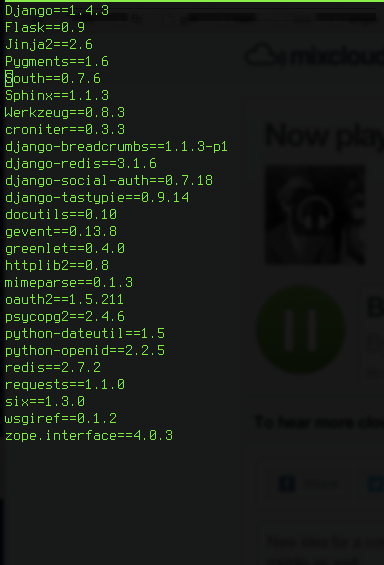 Django==1.4.3
Flask==0.9
Jinja2==2.6
Pygments==1.6
South==0.7.6
Sphinx==1.1.3
Werkzeug==0.8.3
croniter==0.3.3
django-breadcrumbs==1.1.3-p1
django-redis==3.1.6
django-social-auth==0.7.18
django-tastypie==0.9.14
docutils==0.10
gevent==0.13.8
greenlet==0.4.0
httplib2==0.8
mimeparse==0.1.3
oauth2==1.5.211
psycopg2==2.4.6
python-dateutil==1.5
python-openid==2.2.5
redis==2.7.2
requests==1.1.0
six==1.3.0
wsgiref==0.1.2
zope.interface==4.0.3
mixclou
Now play
To hear more clou